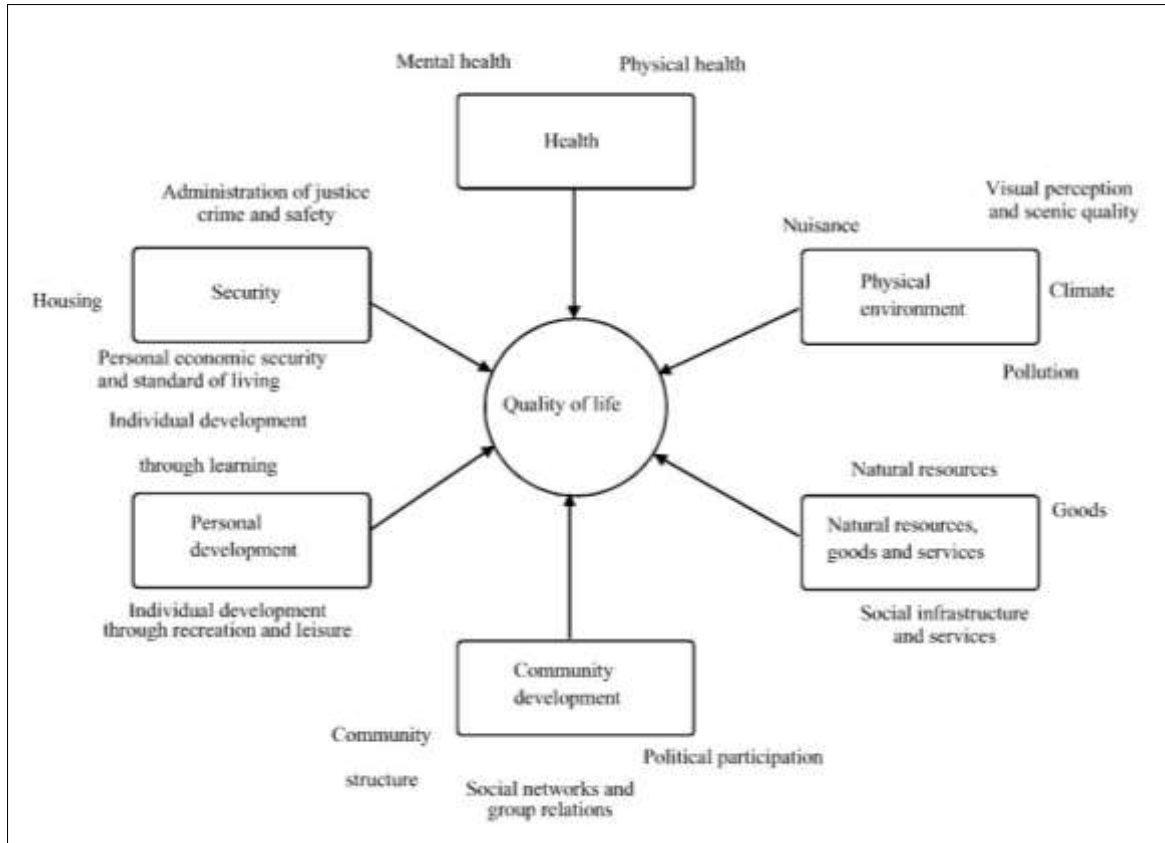 Mental health
Physical health
Health
Administration of justice
crime and safety
Visual perception
and scenic quality
Nuisance
Housing
Security
Physical
environment
Climate
Personal economic security
and standard of living
Pollution
Quality of life
Individual development
through learning
Natural resources
Goods
Personal
development
Natural resources,
goods and services
Individual development
through recreation and leisure
Social infrastructure
and services
Community
development
Community
structure
Political participation
Social networks and
group relations